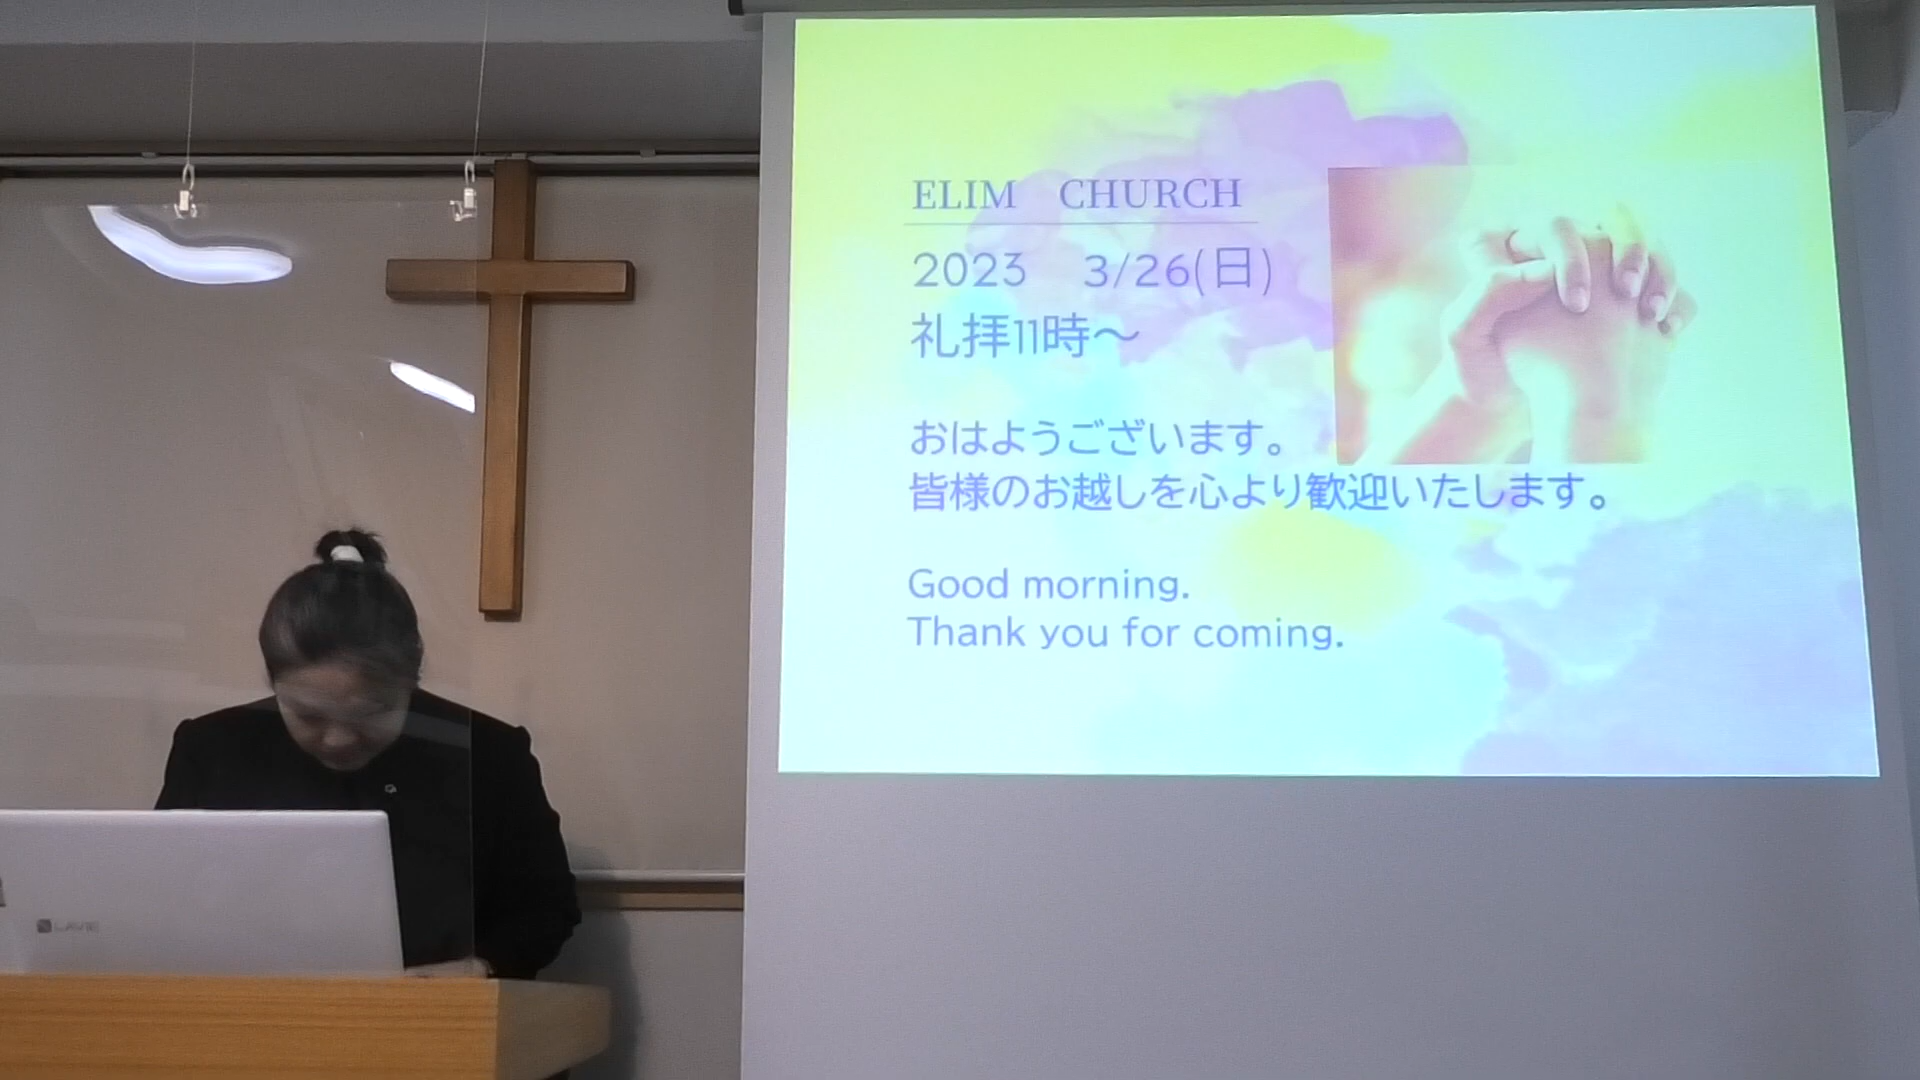 ELIM CHURCH
2023 3/26(日)
礼拝11時～
おはようございます。
皆様のお越しを心より歓迎いたします。
Good morning.
Thank you for coming.
LAVIE